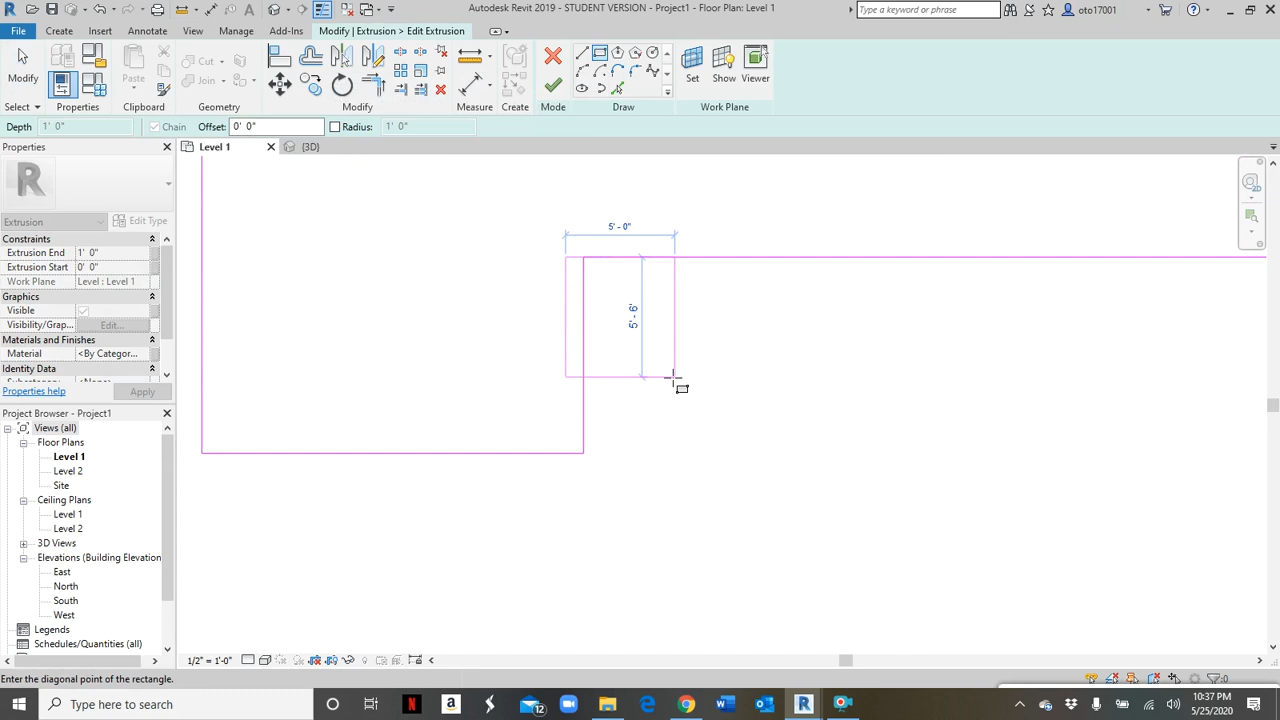 Autodesk Revit 2019 - STUDENT VERSION - Project1 - Floor Plan: Level 1
Type a keyword or phrase
oto17001
File
Create
Insert
Annotate
View
Manage
Add-Ins
Modify | Extrusion > Edit Extrusion
Modify
Paste
Cut
Join
Set
Show
Viewer
Select
Properties
Clipboard
Geometry
Modify
Measure
Create
Mode
Draw
Work Plane
Depth
1' 0"
Chain
Offset:
0' 0"
Radius:
1' 0"
Properties
Level 1
{3D}
R
2D
Extrusion
Edit Type
Constraints
Extrusion End
1' 0"
Extrusion Start
0' 0"
Work Plane
Level : Level 1
Graphics
Visible
Visibility/Grap...
Edit...
Materials and Finishes
Material
<By Categor...
Identity Data
Properties help
Apply
5' - 0"
5' - 6"
Project Browser - Project1
Views (all)
Floor Plans
Level 1
Level 2
Site
Ceiling Plans
Level 1
Level 2
3D Views
Elevations (Building Elevation
East
North
South
West
Legends
Schedules/Quantities (all)
1/2" = 1'-0"
Enter the diagonal point of the rectangle.
:0
Type here to search
N
a
12
W
R
10:37 PM
5/25/2020